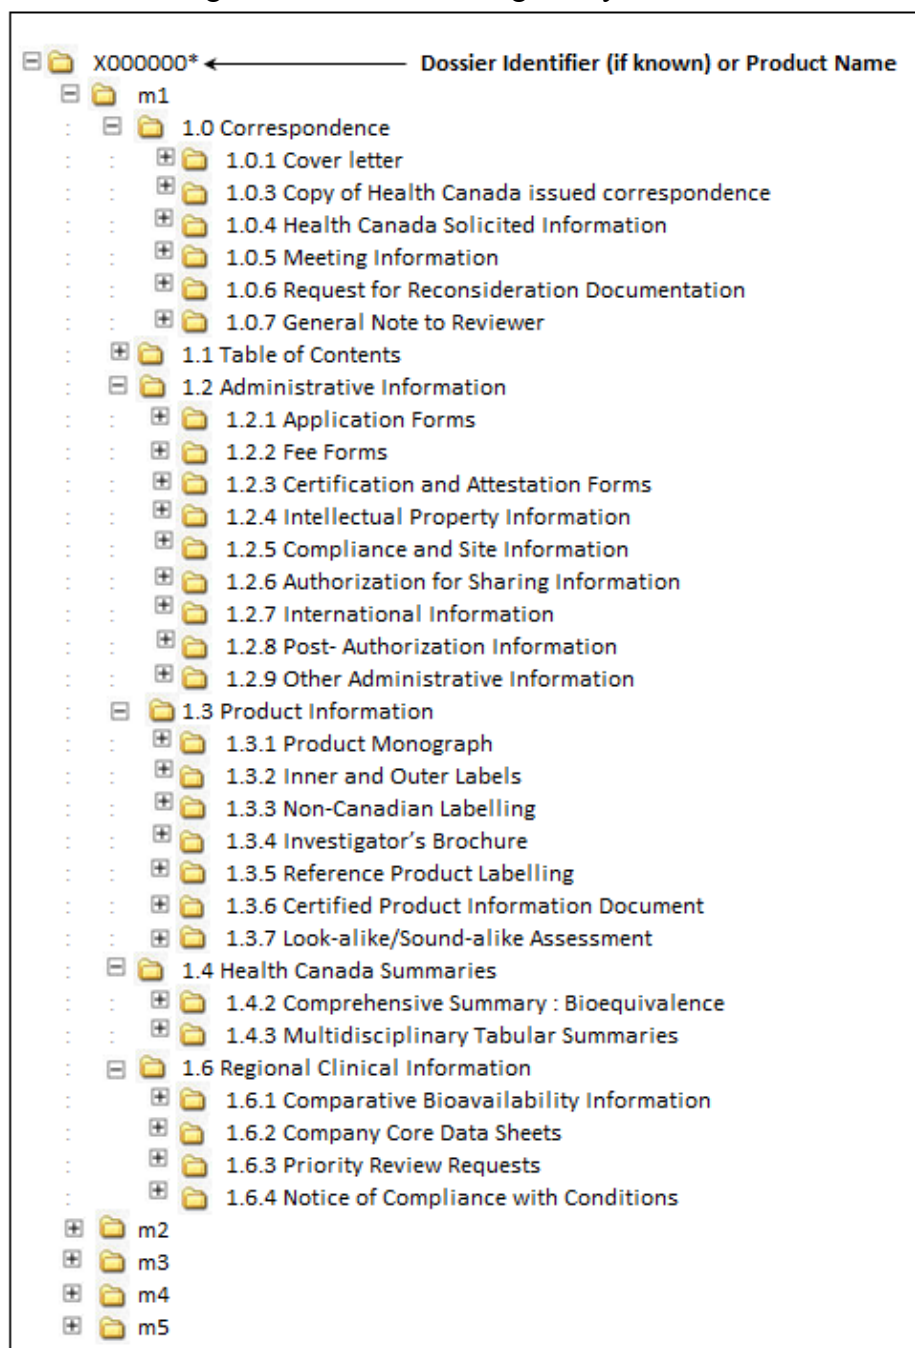 X000000* Dossier Identifier (if known) or Product Name
m1
1.0 Correspondence
1.0.1 Cover letter
1.0.3 Copy of Health Canada issued correspondence
1.0.4 Health Canada Solicited Information
1.0.5 Meeting Information
1.0.6 Request for Reconsideration Documentation
1.0.7 General Note to Reviewer
1.1 Table of Contents
1.2 Administrative Information
1.2.1 Application Forms
1.2.2 Fee Forms
1.2.3 Certification and Attestation Forms
1.2.4 Intellectual Property Information
1.2.5 Compliance and Site Information
1.2.6 Authorization for Sharing Information
1.2.7 International Information
1.2.8 Post- Authorization Information
1.2.9 Other Administrative Information
1.3 Product Information
1.3.1 Product Monograph
1.3.2 Inner and Outer Labels
1.3.3 Non-Canadian Labelling
1.3.4 Investigator’s Brochure
1.3.5 Reference Product Labelling
1.3.6 Certified Product Information Document
1.3.7 Look-alike/Sound-alike Assessment
1.4 Health Canada Summaries
1.4.2 Comprehensive Summary : Bioequivalence
1.4.3 Multidisciplinary Tabular Summaries
1.6 Regional Clinical Information
1.6.1 Comparative Bioavailability Information
1.6.2 Company Core Data Sheets
1.6.3 Priority Review Requests
1.6.4 Notice of Compliance with Conditions
m2
m3
m4
m5